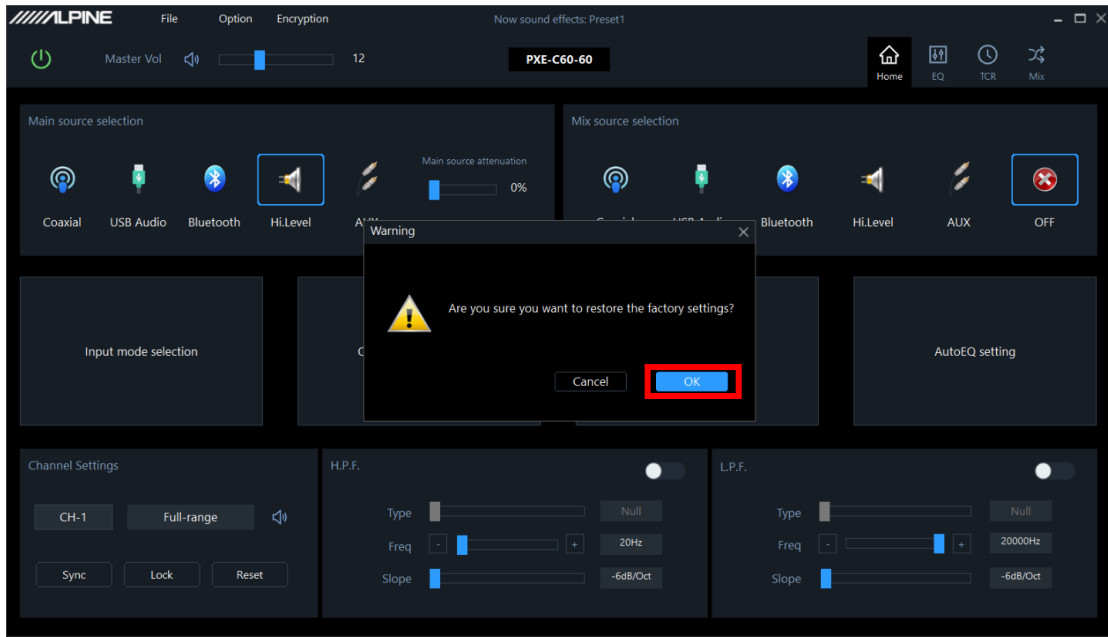 ALPINE File Option Encryption Now sound effects: Preset1
Master Vol 12 PXE-C60-60 Home EQ TCR Mix
Main source selection Mix source selection
Main source attenuation
0%
Coaxial USB Audio Bluetooth Hi.Level Bluetooth Hi.Level AUX OFF
Warning
Are you sure you want to restore the factory settings?
Input mode selection AutoEQ setting
Cancel OK
Channel Settings H.P.F. L.P.F.
CH-1 Full-range Type Null Type Null
Freq - + 20Hz Freq - + 20000Hz
Sync Lock Reset Slope -6dB/Oct Slope -6dB/Oct